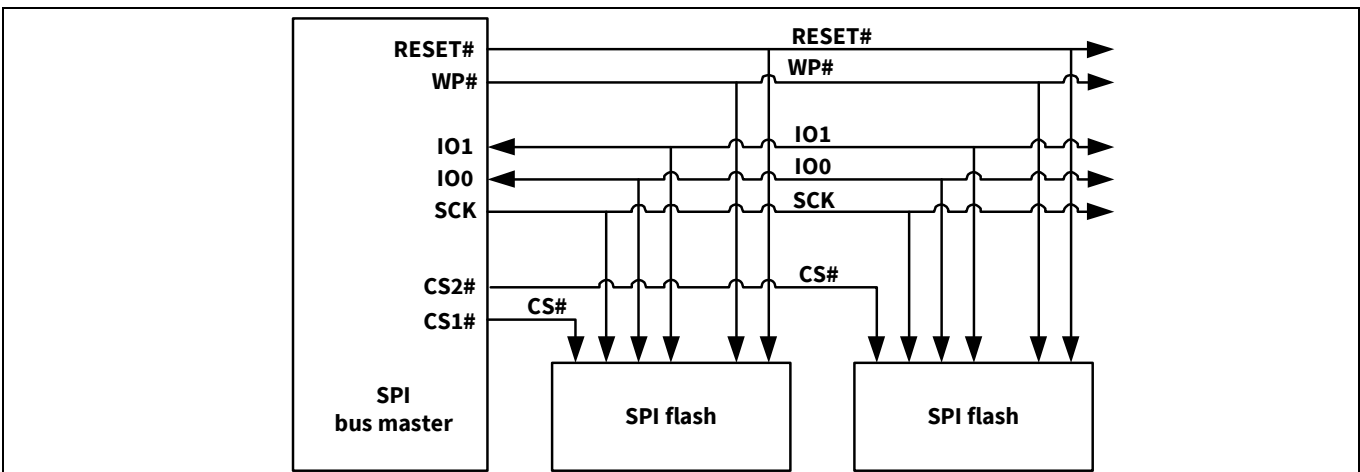 RESET# RESET#
WP# WP#
IO1 IO1
IO0 IO0
SCK SCK
CS2# CS#
CS1# CS#
SPI
bus master
SPI flash SPI flash